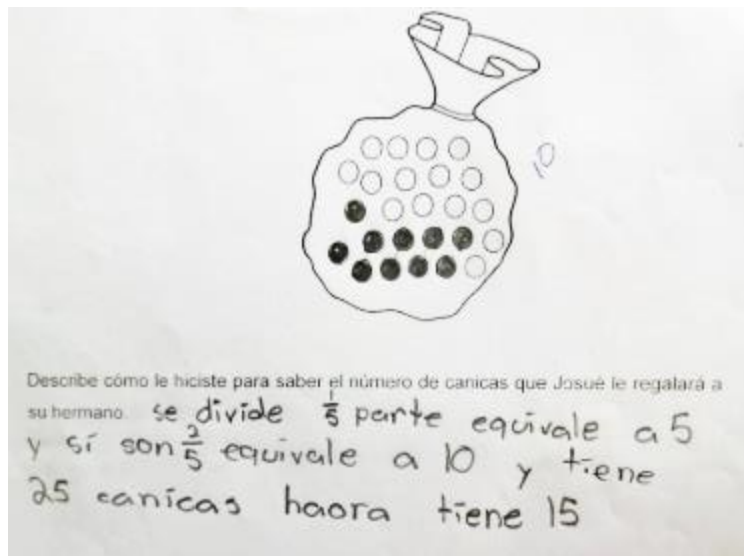 10
Describe cómo le hiciste para saber el número de canicas que Josué le regalará a
su hermano. se divide 1/5 parte equivale a 5
y sí son 2/5 equivale a 10 y tiene
25 canicas haora tiene 15